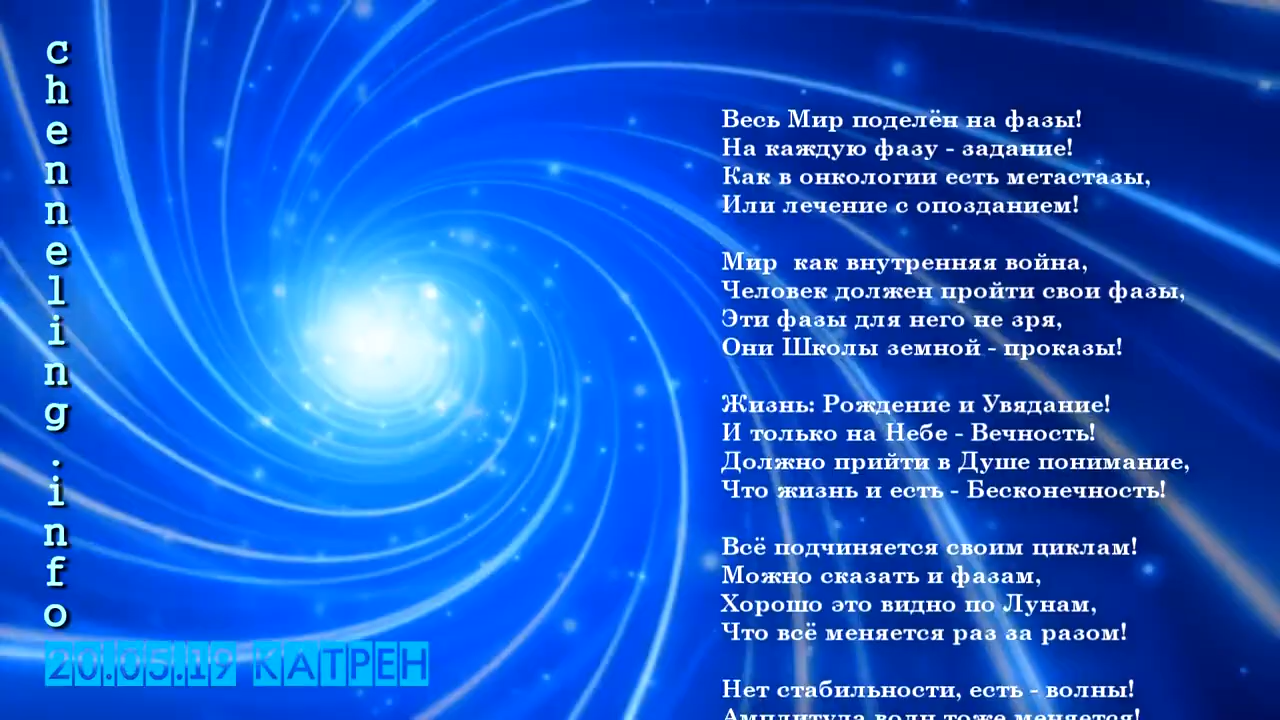 chenneling.info
Весь Мир поделён на фазы!
На каждую фазу - задание!
Как в онкологии есть метастазы,
Или лечение с опозданием!
Мир  как внутренняя война,
Человек должен пройти свои фазы,
Эти фазы для него не зря,
Они Школы земной - проказы!
Жизнь: Рождение и Увядание!
И только на Небе - Вечность!
Должно прийти в Душе понимание,
Что жизнь и есть - Бесконечность!
Всё подчиняется своим циклам!
Можно сказать и фазам,
Хорошо это видно по Лунам,
Что всё меняется раз за разом!
Нет стабильности, есть - волны!
Амплитуда волн тоже меняется!
20.05.19 КАТРЕН